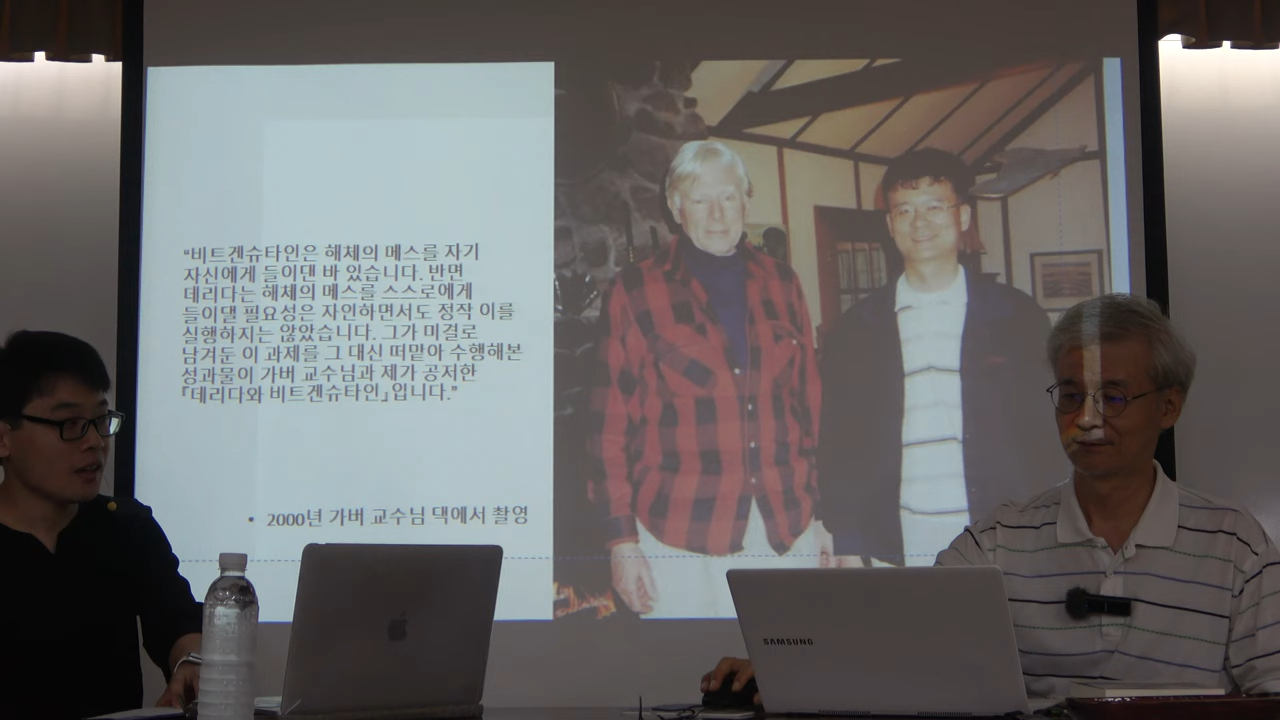 “비트겐슈타인은 해체의 메스를 자기
자신에게 들이댄 바 있습니다. 반면
데리다는 해체의 메스를 스스로에게
들이댈 필요성은 자인하면서도 정작 이를
실행하지는 않았습니다. 그가 미결로
남겨둔 이 과제를 그 대신 떠맡아 수행해본
성과물이 가버 교수님과 제가 공저한
『데리다와 비트겐슈타인』입니다.”
• 2000년 가버 교수님 댁에서 촬영
SAMSUNG